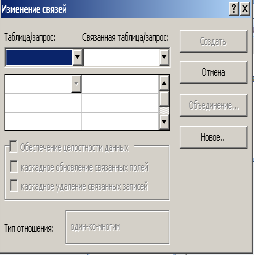 Изменение связей
Таблица/запрос: Связанная таблица/запрос:
Создать
Отмена
Объединение...
Новое..
Обеспечение целостности данных
каскадное обновление связанных полей
каскадное удаление связанных записей
Тип отношения: один-ко-многим